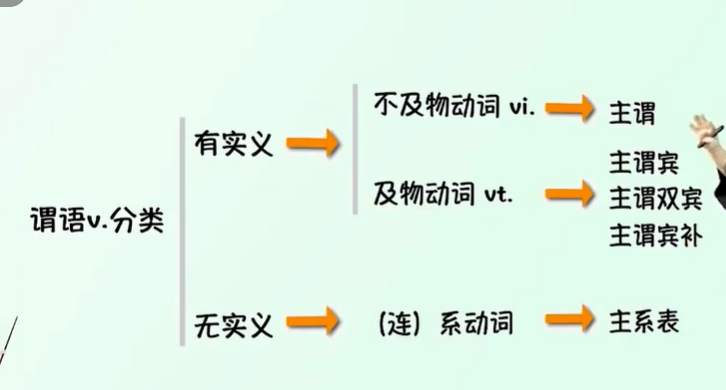 不及物动词 vi.
主谓
有实义
主谓宾
及物动词 vt.
主谓双宾
谓语v.分类
主谓宾补
无实义
（连）系动词
主系表